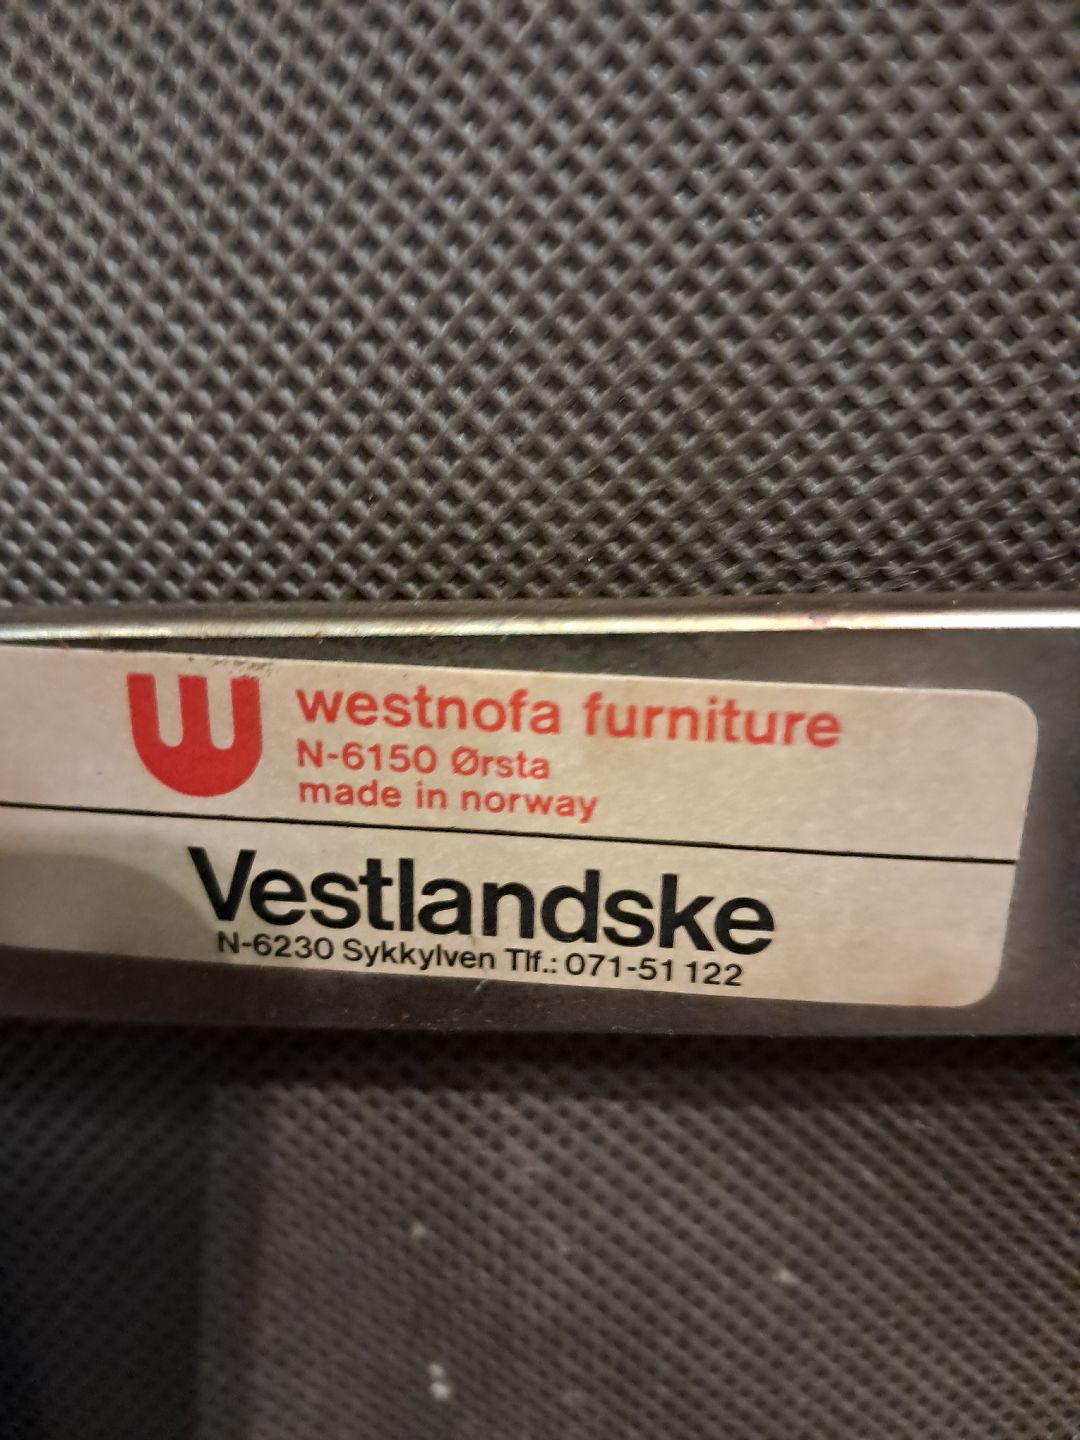 westnofa furniture
N-6150 Ørsta
made in norway
Vestlandske
N-6230 Sykkylven Tlf.: 071-51 122